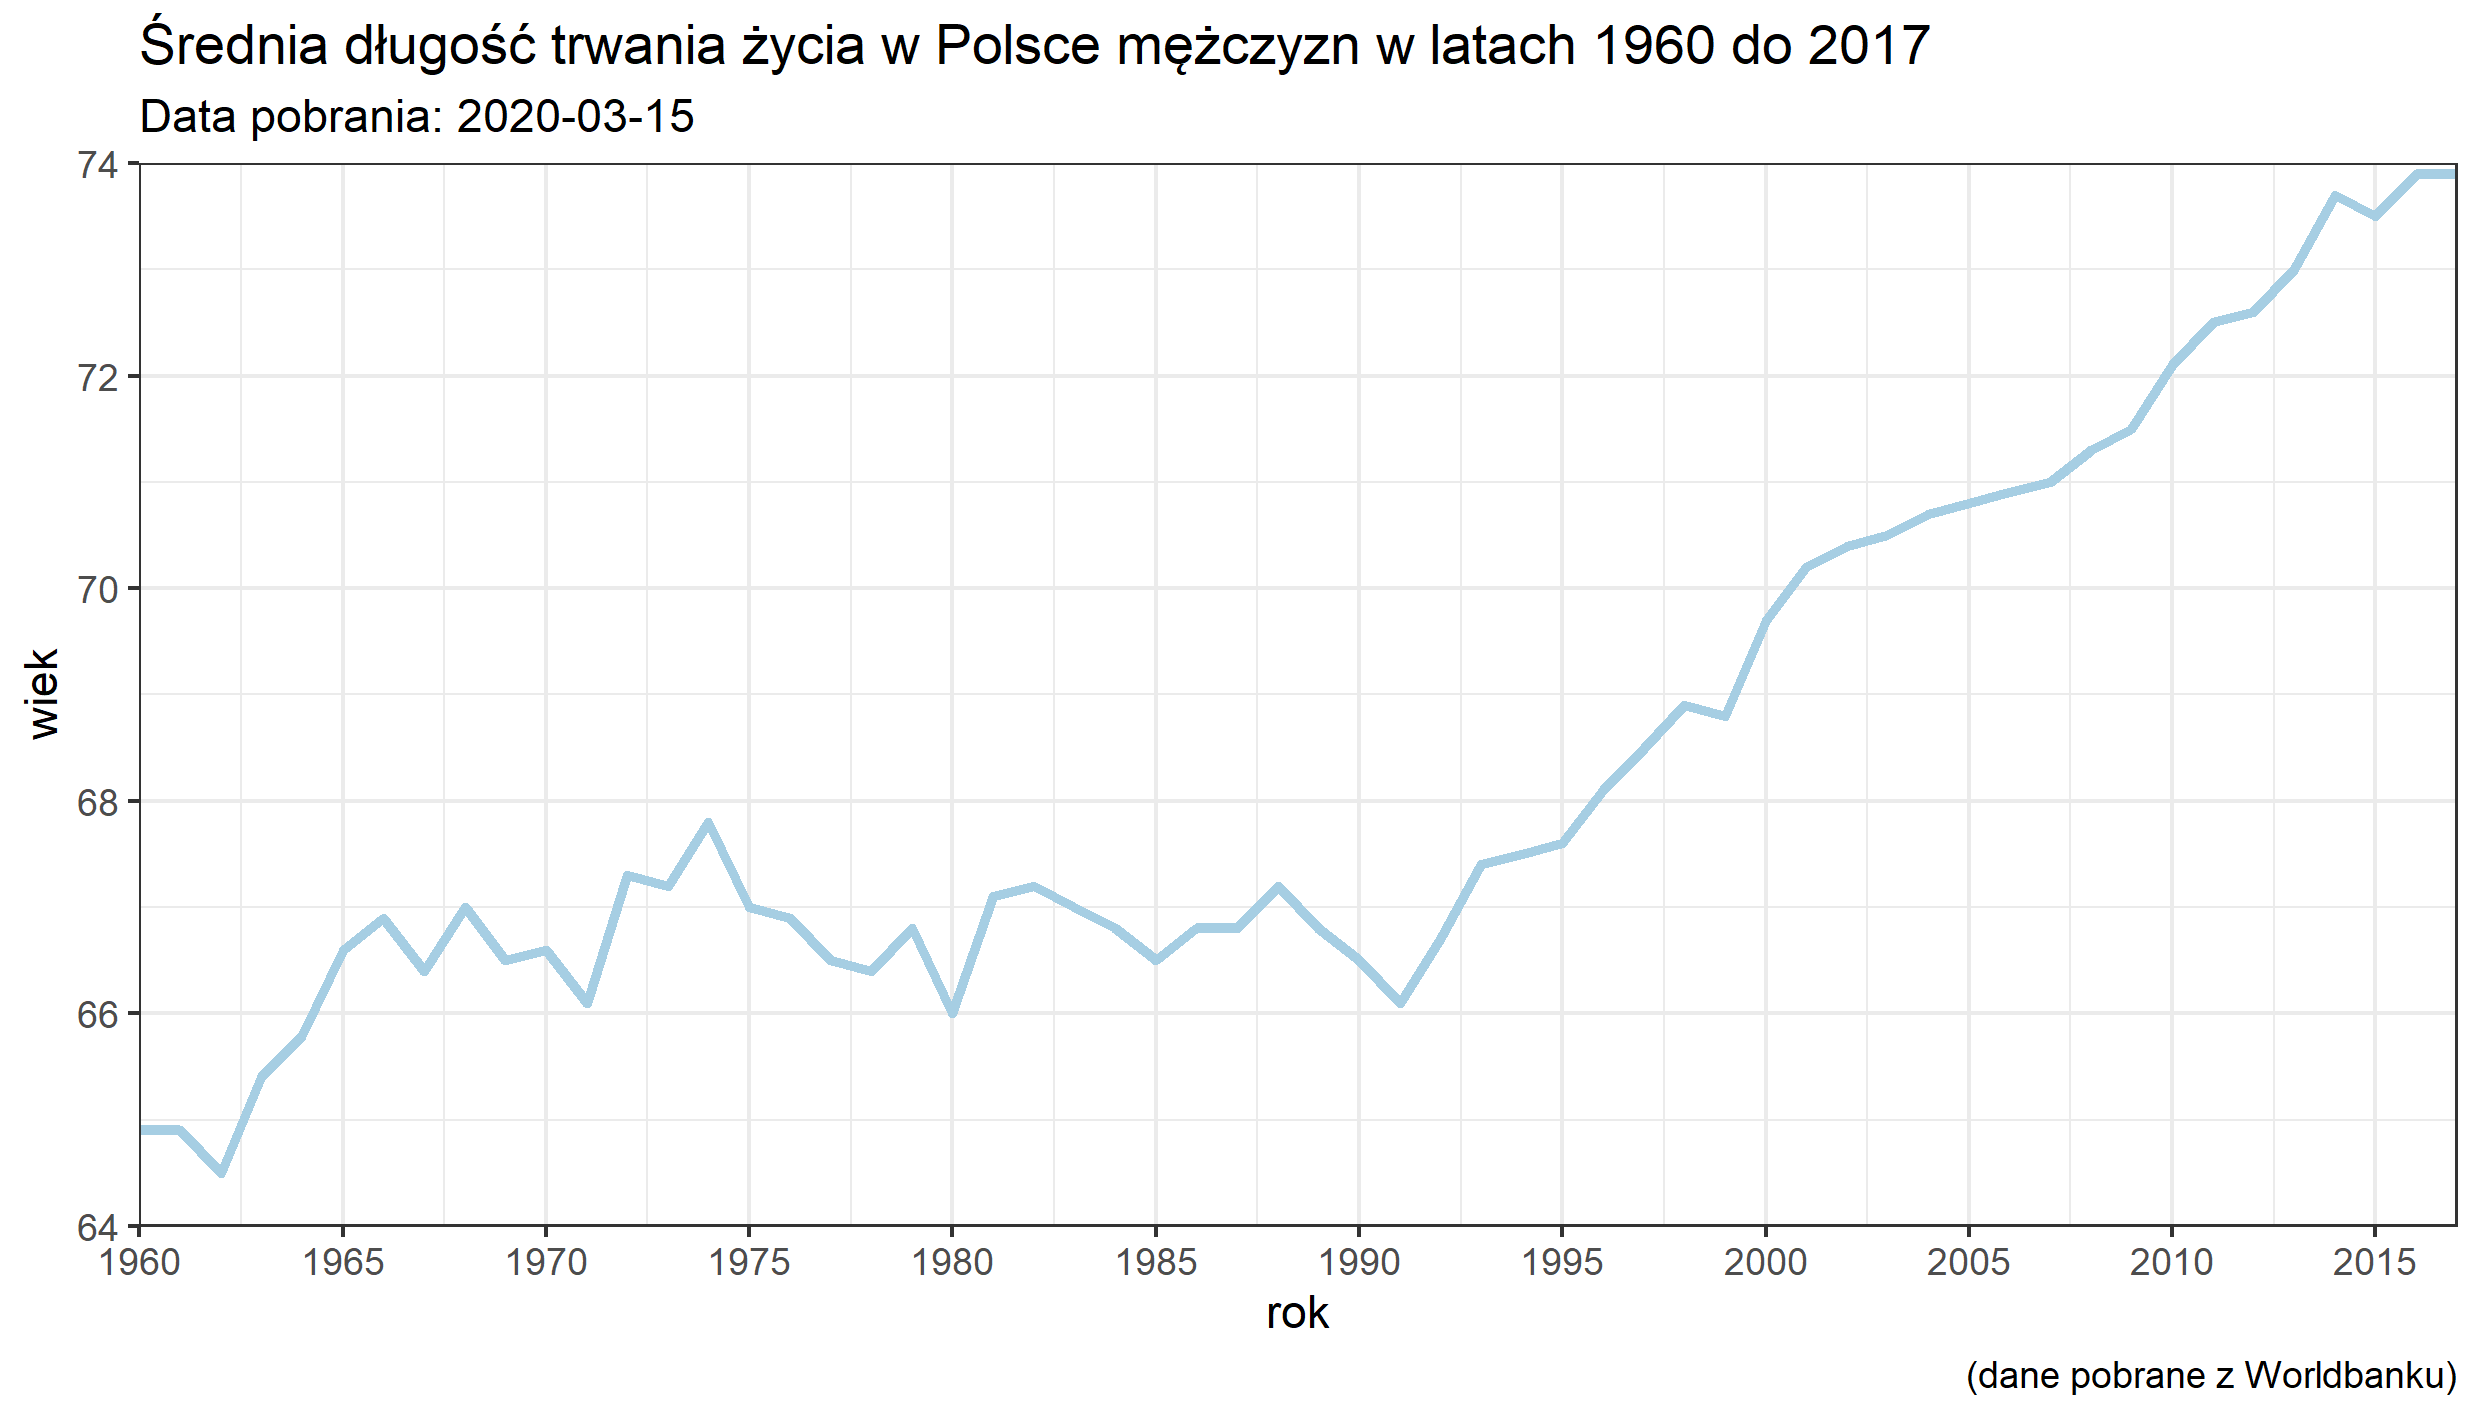 Średnia długość trwania życia w Polsce mężczyzn w latach 1960 do 2017
Data pobrania: 2020-03-15
74
72
70
68
66
64
wiek
1960 1965 1970 1975 1980 1985 1990 1995 2000 2005 2010 2015
rok
(dane pobrane z Worldbanku)